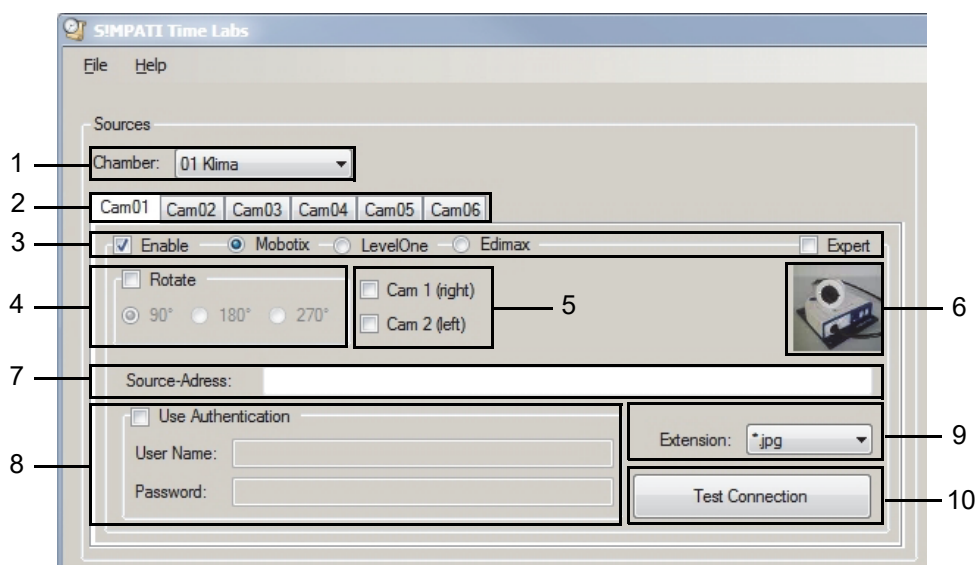 S!MPATI Time Labs
File Help
Sources
1 Chamber: 01 Klima
2 Cam01 Cam02 Cam03 Cam04 Cam05 Cam06
3 Enable Mobotix LevelOne Edimax Expert
4 Rotate
90° 180° 270°
Cam 1 (right)
Cam 2 (left)
5
6
7 Source-Adress:
8 Use Authentication
User Name:
Password:
Extension: *.jpg 9
Test Connection 10